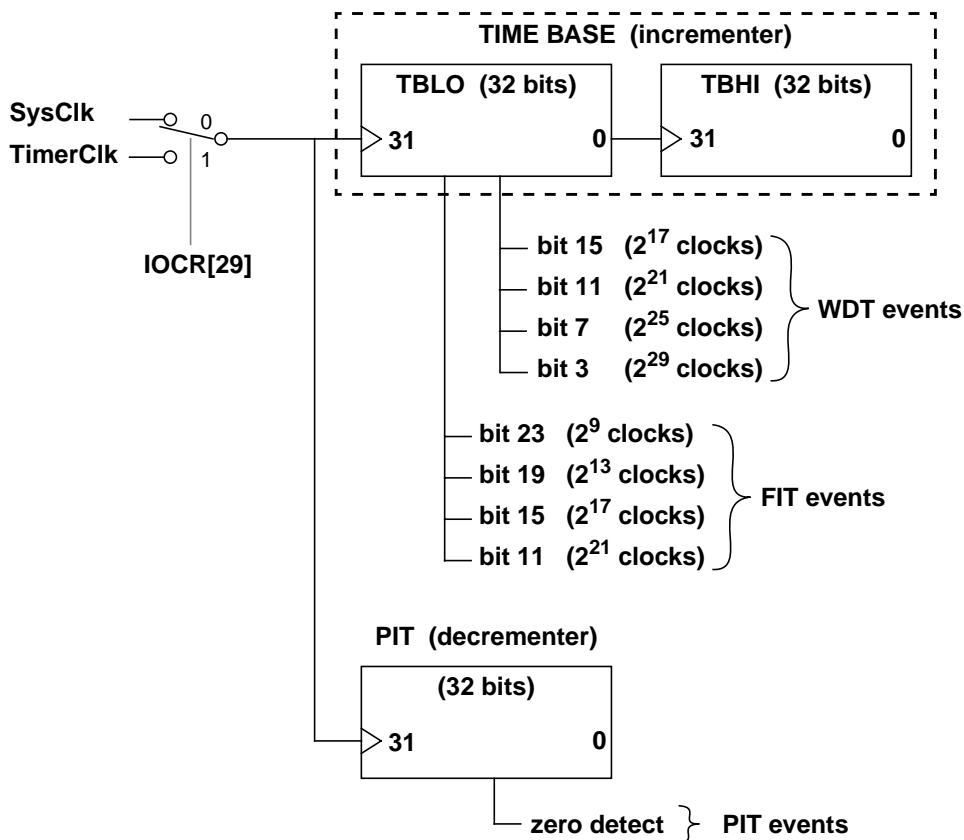 TIME BASE (incrementer)
TBLO (32 bits)
TBHI (32 bits)
SysClk
0
TimerClk
1
31
0
31
0
IOCR[29]
bit 15 (2^17 clocks)
bit 11 (2^21 clocks)
bit 7 (2^25 clocks)
bit 3 (2^29 clocks)
WDT events
bit 23 (2^9 clocks)
bit 19 (2^13 clocks)
bit 15 (2^17 clocks)
bit 11 (2^21 clocks)
FIT events
PIT (decrementer)
(32 bits)
31
0
zero detect
PIT events